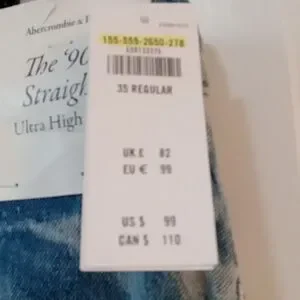 Abercrombie &
The '90
Straig
Ultra High
155-555-2650-278
35 REGULAR
UK £ 82
EU € 99
US $ 99
CAN $ 110